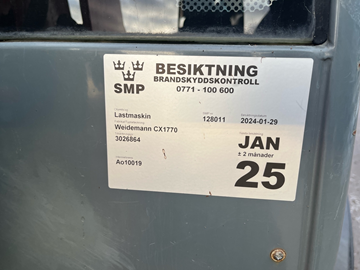 SMP
SMP
BESIKTNING
BRANDSKYDDSKONTROLL
0771 - 100 600
Lastmaskin
128011
2024-01-29
Weidemann CX1770
3026864
JAN
± 2 månader
Ao10019
25